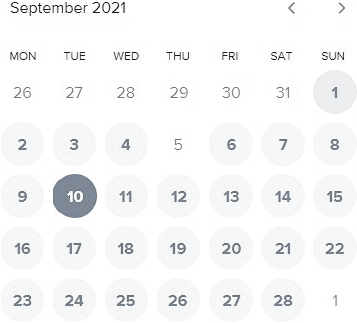 September 2021 < >
MON TUE WED THU FRI SAT SUN
26 27 28 29 30 31 1
2 3 4 5 6 7 8
9 10 11 12 13 14 15
16 17 18 19 20 21 22
23 24 25 26 27 28 1